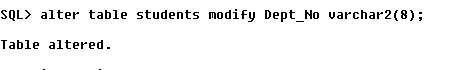 SQL> alter table students modify Dept_No varchar2(8);
Table altered.